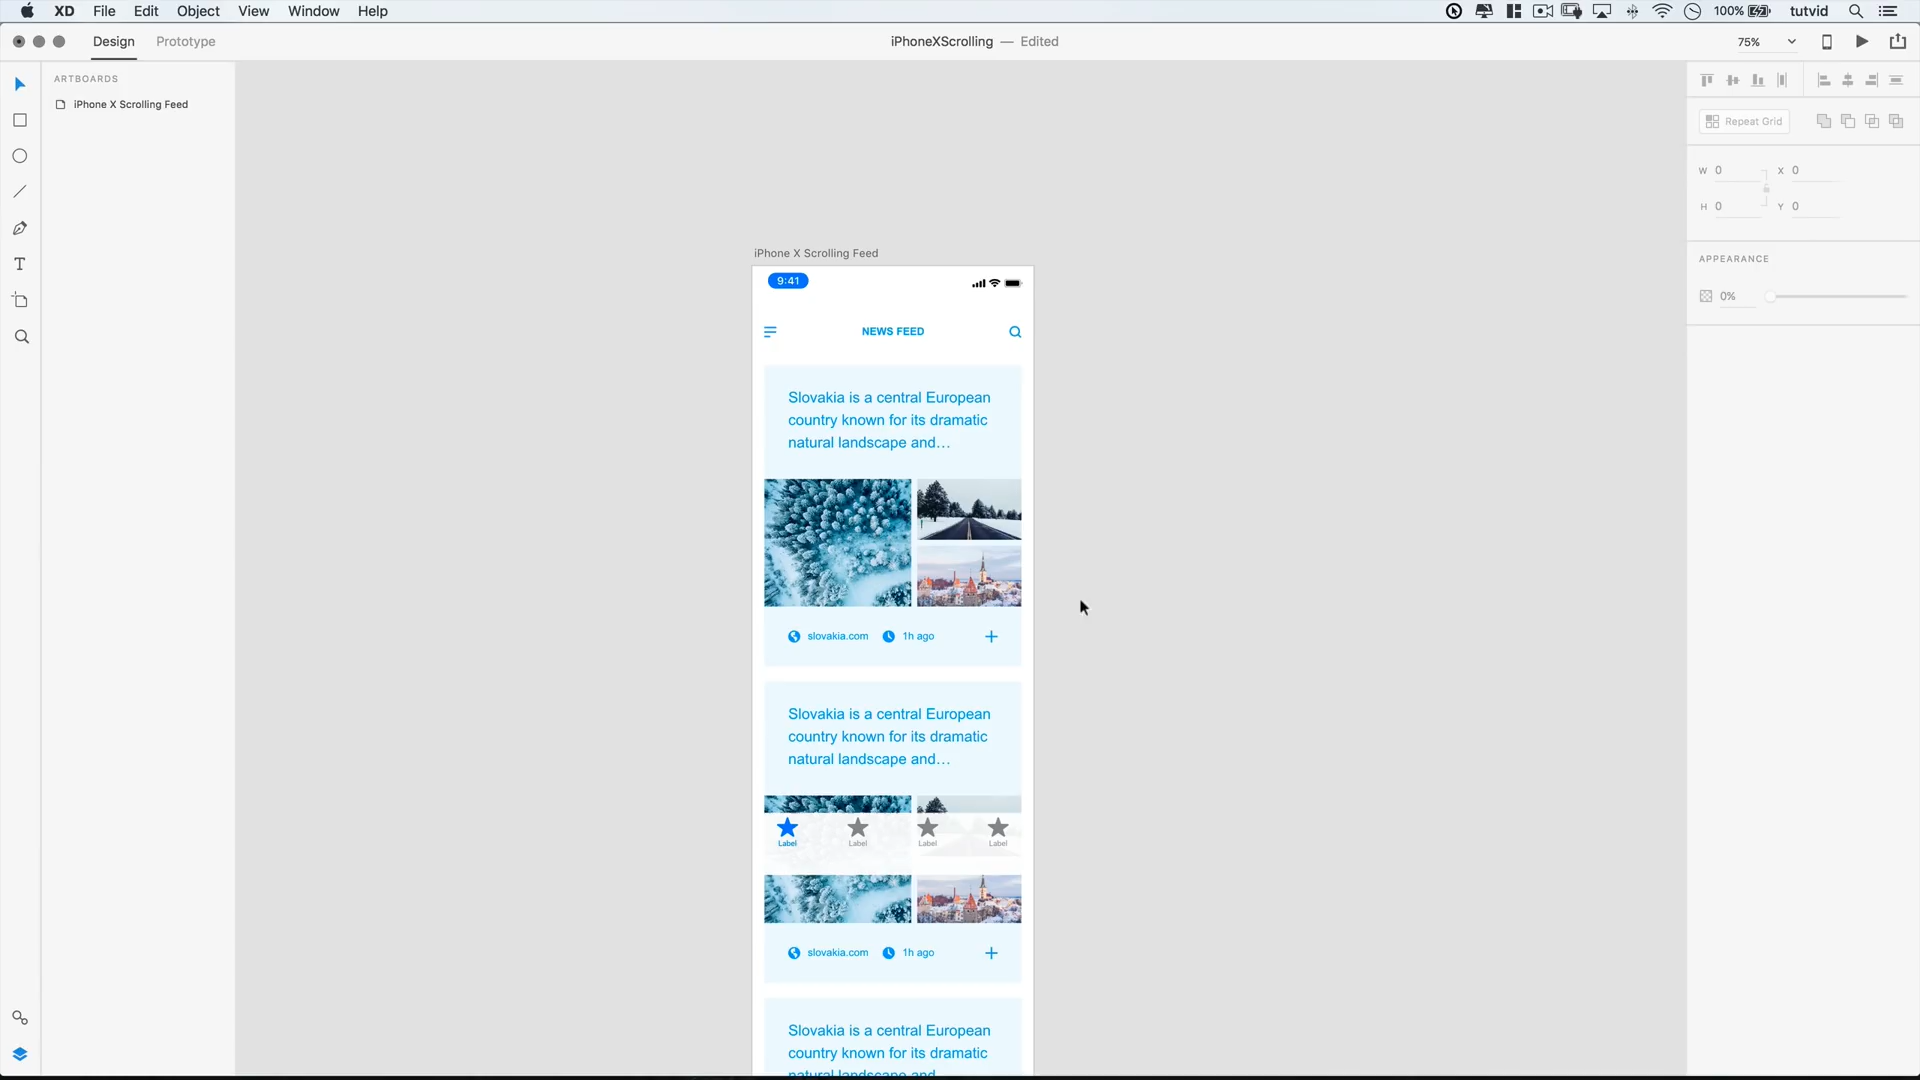 XD File Edit Object View Window Help
100% tutvid
Design Prototype
iPhoneXScrolling — Edited
75%
ARTBOARDS
iPhone X Scrolling Feed
Repeat Grid
W 0 X 0
H 0 Y 0
APPEARANCE
0%
iPhone X Scrolling Feed
9:41
NEWS FEED
Slovakia is a central European
country known for its dramatic
natural landscape and…
slovakia.com 1h ago
Slovakia is a central European
country known for its dramatic
natural landscape and…
Label Label Label Label
slovakia.com 1h ago
Slovakia is a central European
country known for its dramatic
natural landscape and